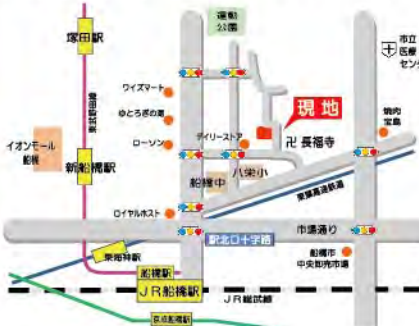 運動
公園
塚田駅
市立
医療
センタ
ワイズマート
東武野田線
ゆとろぎの湯
現地
焼肉
宝島
イオンモール
船橋
ローソン
デイリーストア
卍 長福寺
新船橋駅
船橋中
八栄小
東葉高速鉄道
ロイヤルホスト
市場通り
駅北口十字路
東海神駅
船橋市
中央卸売市場
船橋駅
JR船橋駅
JR総武線
京成船橋駅